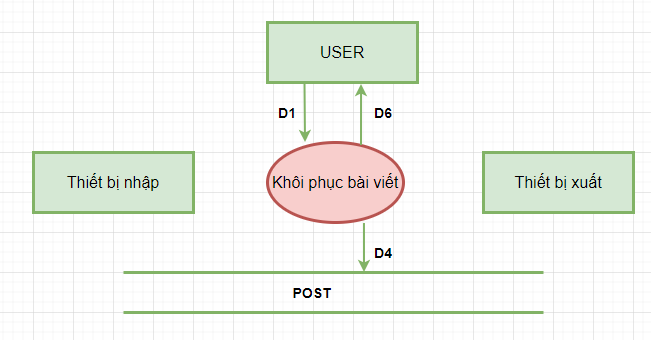 USER
D1
D6
Thiết bị nhập
Khôi phục bài viết
Thiết bị xuất
D4
POST